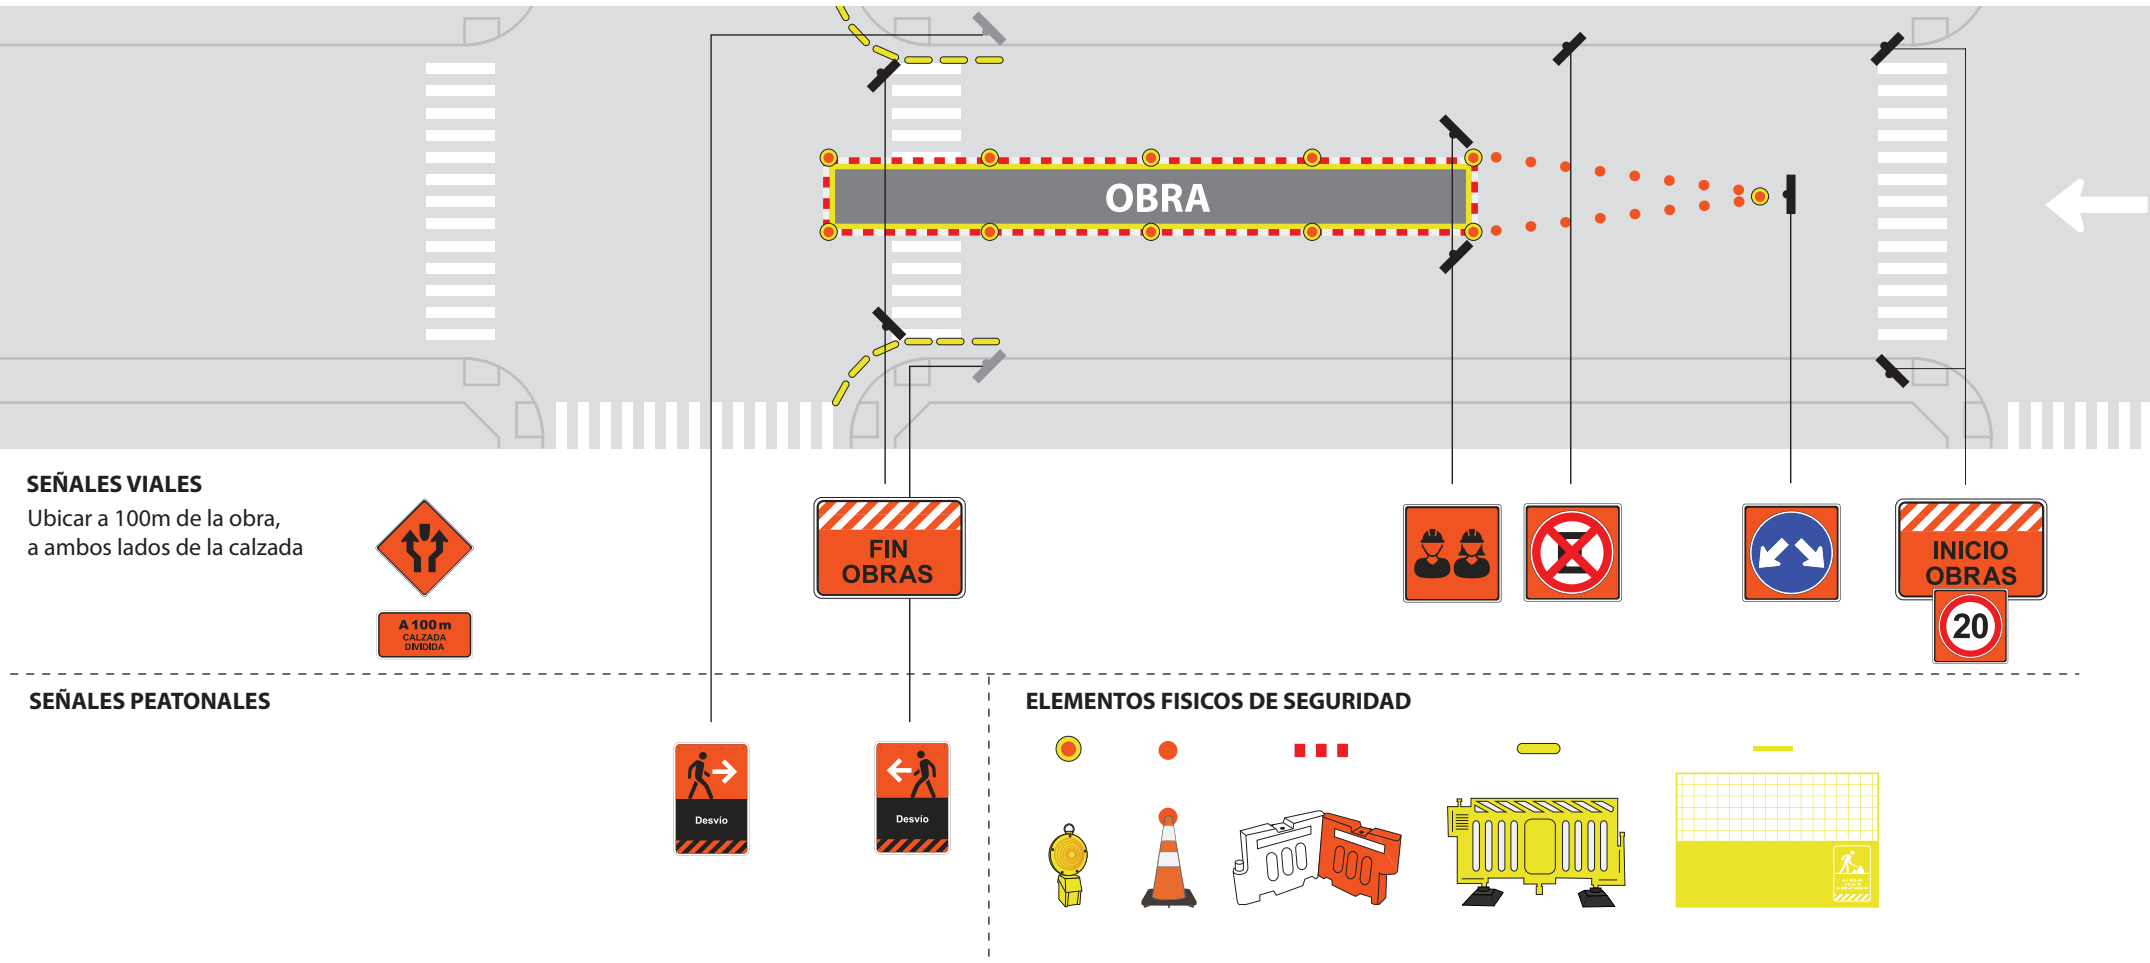 OBRA
SEÑALES VIALES
Ubicar a 100m de la obra,
a ambos lados de la calzada
A 100 m
CALZADA
DIVIDIDA
FIN
OBRAS
INICIO
OBRAS
20
SEÑALES PEATONALES
Desvío
Desvío
ELEMENTOS FISICOS DE SEGURIDAD